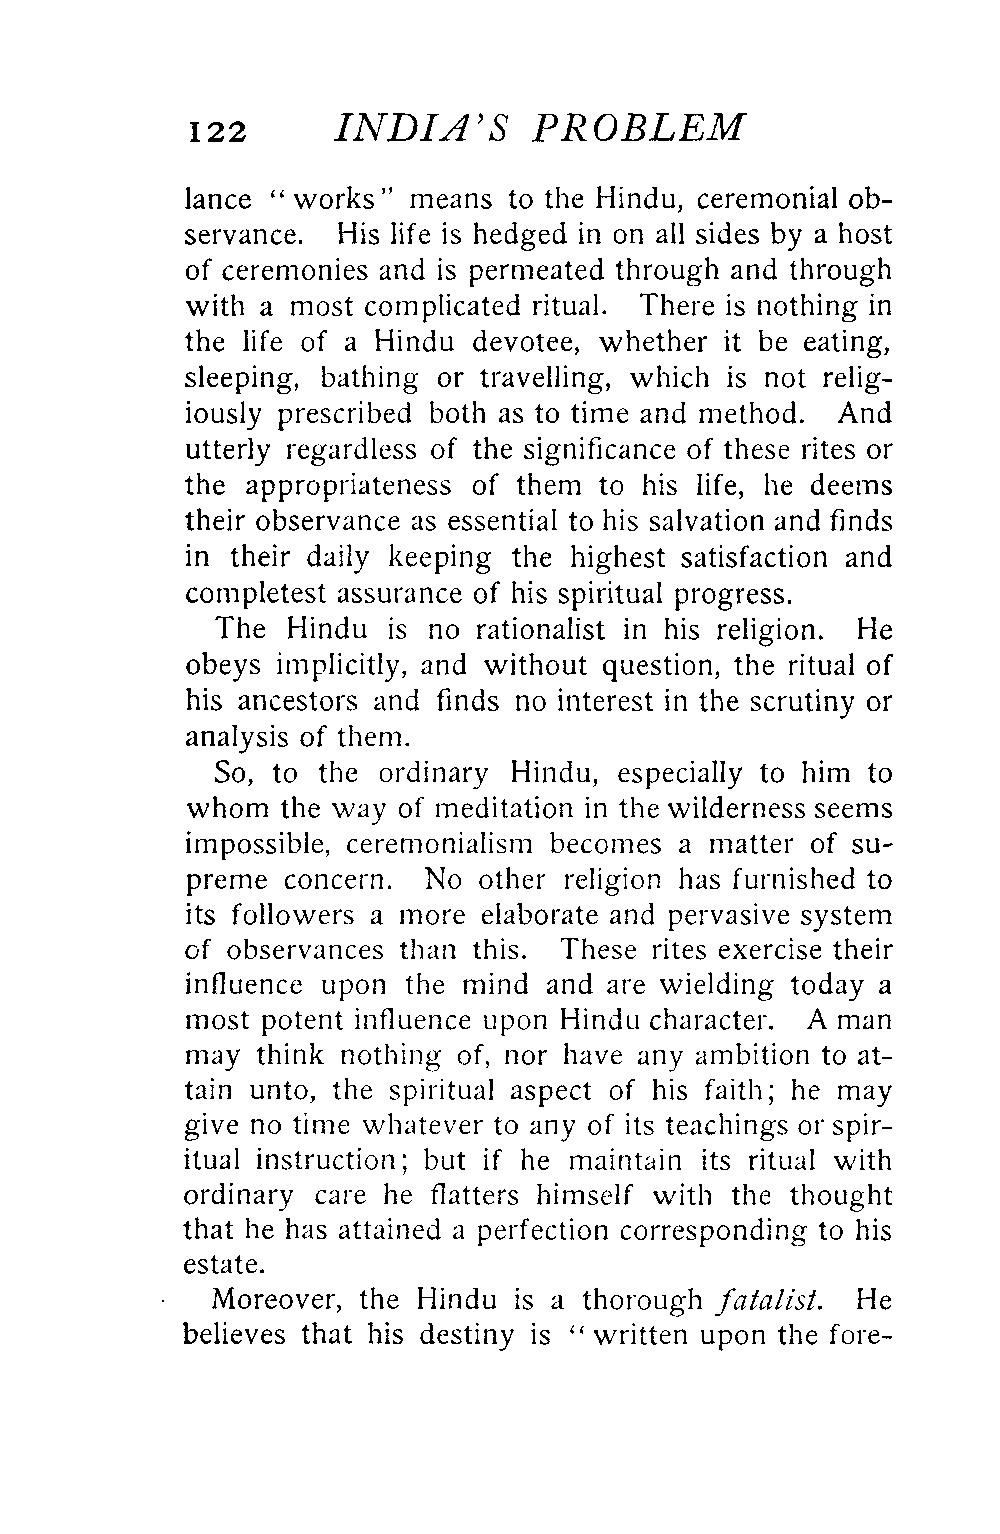 122 INDIA'S PROBLEM
lance "works" means to the Hindu, ceremonial ob-
servance. His life is hedged in on all sides by a host
of ceremonies and is permeated through and through
with a most complicated ritual. There is nothing in
the life of a Hindu devotee, whether it be eating,
sleeping, bathing or travelling, which is not relig-
iously prescribed both as to time and method. And
utterly regardless of the significance of these rites or
the appropriateness of them to his life, he deems
their observance as essential to his salvation and finds
in their daily keeping the highest satisfaction and
completest assurance of his spiritual progress.
The Hindu is no rationalist in his religion. He
obeys implicitly, and without question, the ritual of
his ancestors and finds no interest in the scrutiny or
analysis of them.
So, to the ordinary Hindu, especially to him to
whom the way of meditation in the wilderness seems
impossible, ceremonialism becomes a matter of su-
preme concern. No other religion has furnished to
its followers a more elaborate and pervasive system
of observances than this. These rites exercise their
influence upon the mind and are wielding today a
most potent influence upon Hindu character. A man
may think nothing of, nor have any ambition to at-
tain unto, the spiritual aspect of his faith; he may
give no time whatever to any of its teachings or spir-
itual instruction; but if he maintain its ritual with
ordinary care he flatters himself with the thought
that he has attained a perfection corresponding to his
estate.
Moreover, the Hindu is a thorough fatalist. He
believes that his destiny is "written upon the fore-